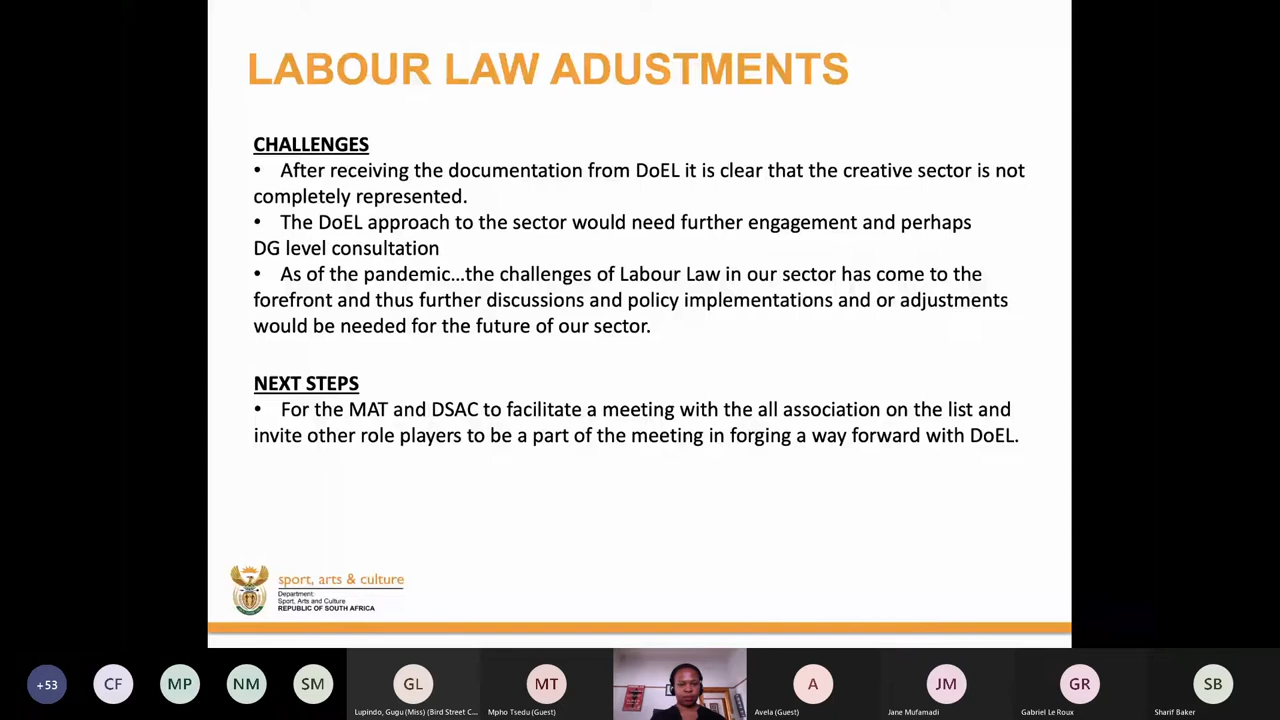 LABOUR LAW ADUSTMENTS
CHALLENGES
• After receiving the documentation from DoEL it is clear that the creative sector is not
completely represented.
• The DoEL approach to the sector would need further engagement and perhaps
DG level consultation
• As of the pandemic...the challenges of Labour Law in our sector has come to the
forefront and thus further discussions and policy implementations and or adjustments
would be needed for the future of our sector.
NEXT STEPS
• For the MAT and DSAC to facilitate a meeting with the all association on the list and
invite other role players to be a part of the meeting in forging a way forward with DoEL.
sport, arts & culture
Department:
Sport, Arts and Culture
REPUBLIC OF SOUTH AFRICA
+53
CF
MP
NM
SM
GL
MT
A
JM
GR
SB
Lupindo, Gugu (Miss) (Bird Street C...
Mpho Tsedu (Guest)
Avela (Guest)
Jane Mufamadi
Gabriel Le Roux
Sharif Baker